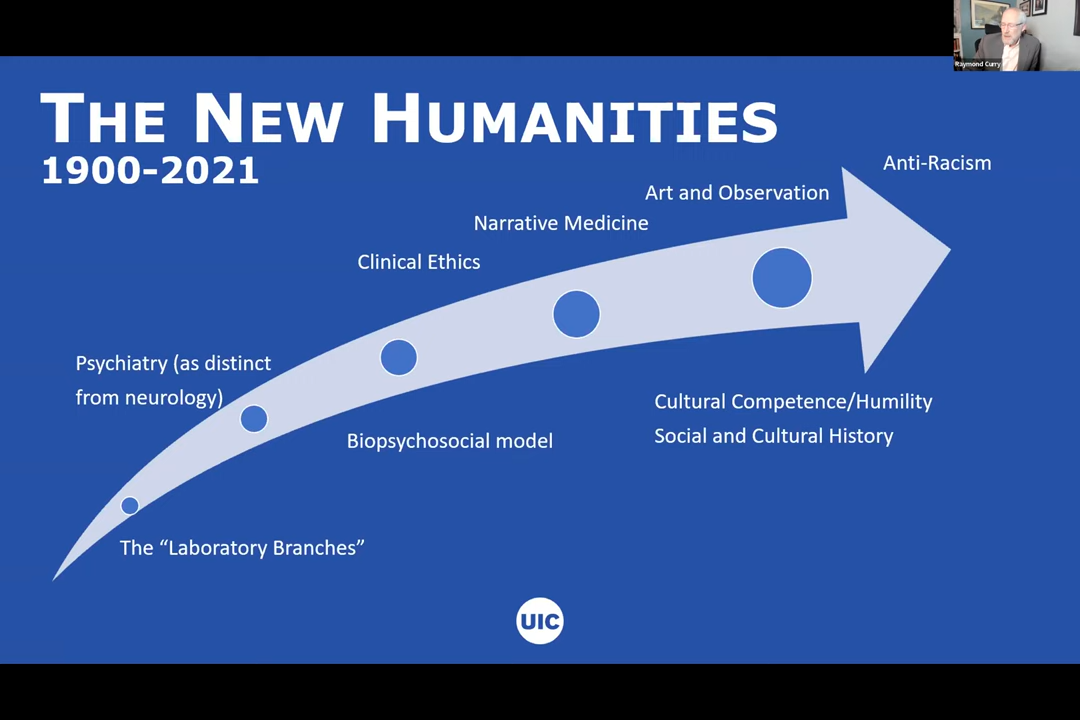 Raymond Curry
THE NEW HUMANITIES
1900-2021
Anti-Racism
Art and Observation
Narrative Medicine
Clinical Ethics
Psychiatry (as distinct
from neurology)
Cultural Competence/Humility
Social and Cultural History
Biopsychosocial model
The “Laboratory Branches”
UIC